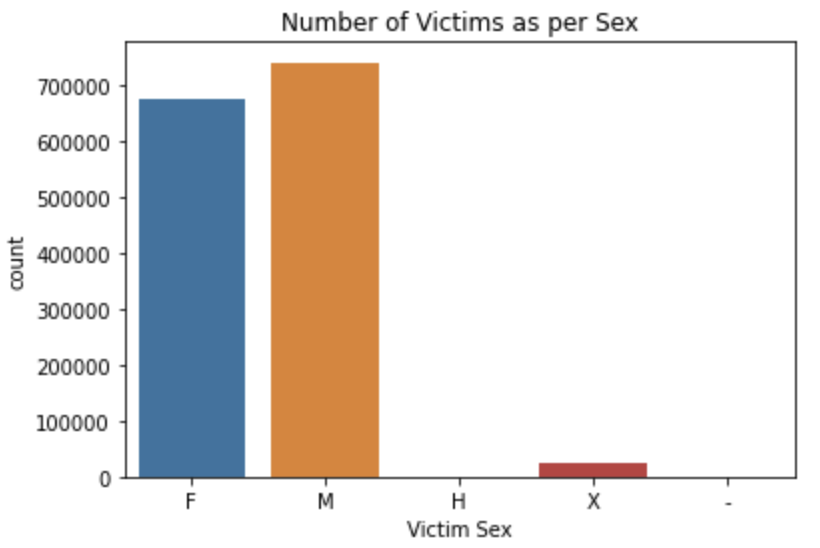 Number of Victims as per Sex
700000
600000
500000
400000
300000
200000
100000
0
count
F M H X -
Victim Sex